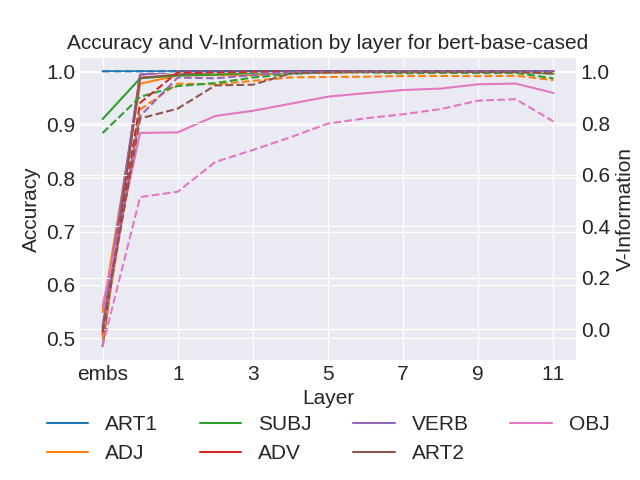 Accuracy and V-Information by layer for bert-base-cased
1.0 1.0
0.9 0.8
0.8 0.6
0.7 0.4
0.6 0.2
0.5 0.0
Accuracy
V-Information
embs 1 3 5 7 9 11
Layer
ART1 SUBJ VERB OBJ
ADJ ADV ART2